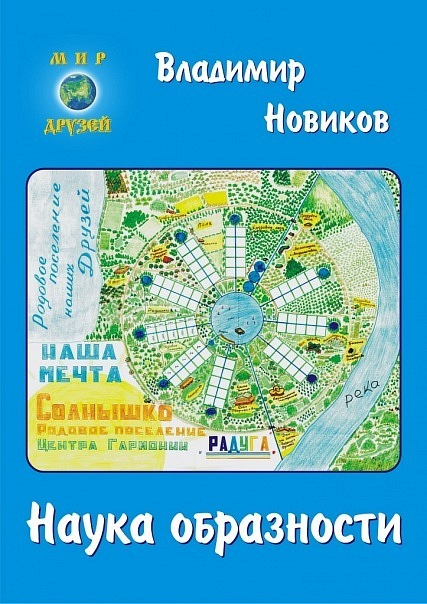 МИР
ДРУЗЕЙ
Владимир
Новиков
Родовое
поселение
наших
Друзей
НАША
МЕЧТА
СОЛНЫШКО
РОДОВОЕ ПОСЕЛЕНИЕ
ЦЕНТРА ГАРМОНИИ
"РАДУГА"
река
Наука образности